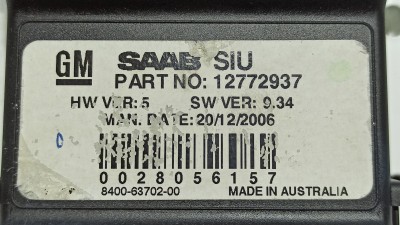 GM SAAB SIU
PART NO: 12772937
HW VER: 5 SW VER: 9.34
MAN. DATE: 20/12/2006
0028056157
8400-63702-00 MADE IN AUSTRALIA